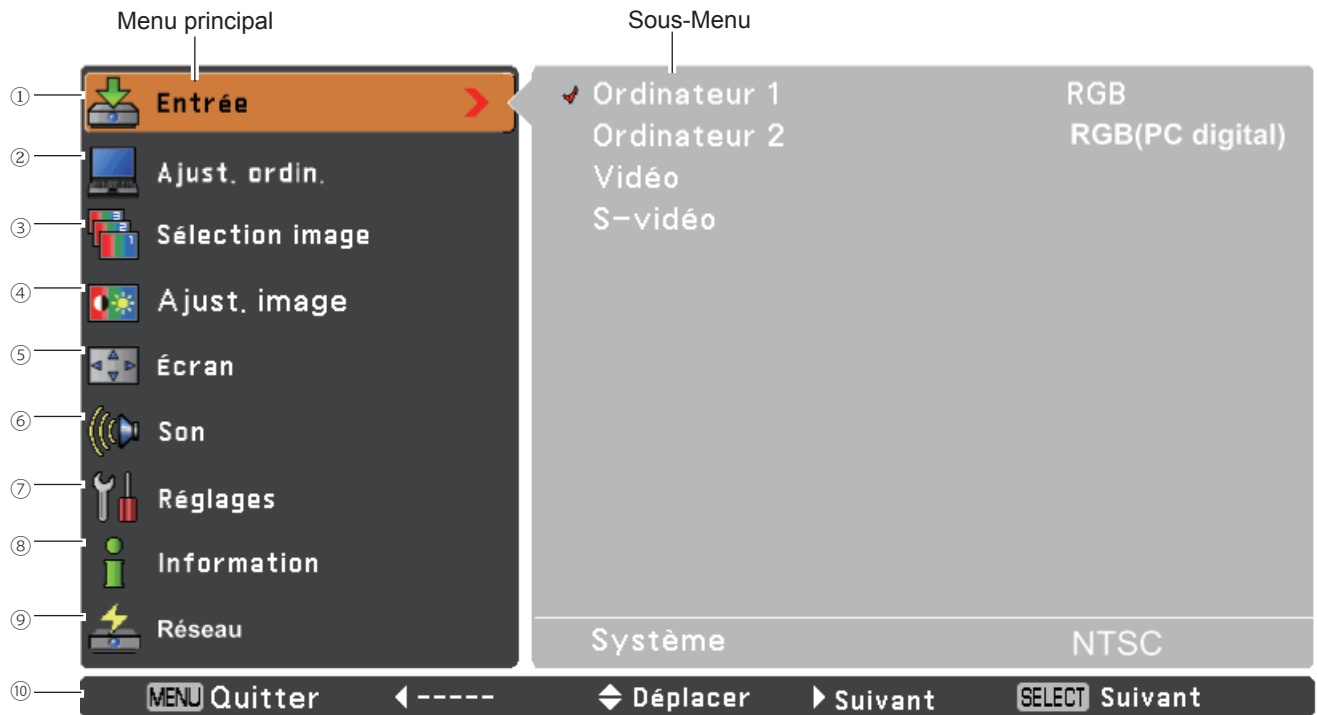 Menu principal Sous-Menu
① Entrée ✓ Ordinateur 1 RGB
Ordinateur 2 RGB(PC digital)
② Ajust. ordin. Vidéo
S-vidéo
③ Sélection image
④ Ajust. image
⑤ Écran
⑥ Son
⑦ Réglages
⑧ Information
⑨ Réseau Système NTSC
⑩ MENU Quitter ◀ ----- Déplacer ▶ Suivant SELECT Suivant